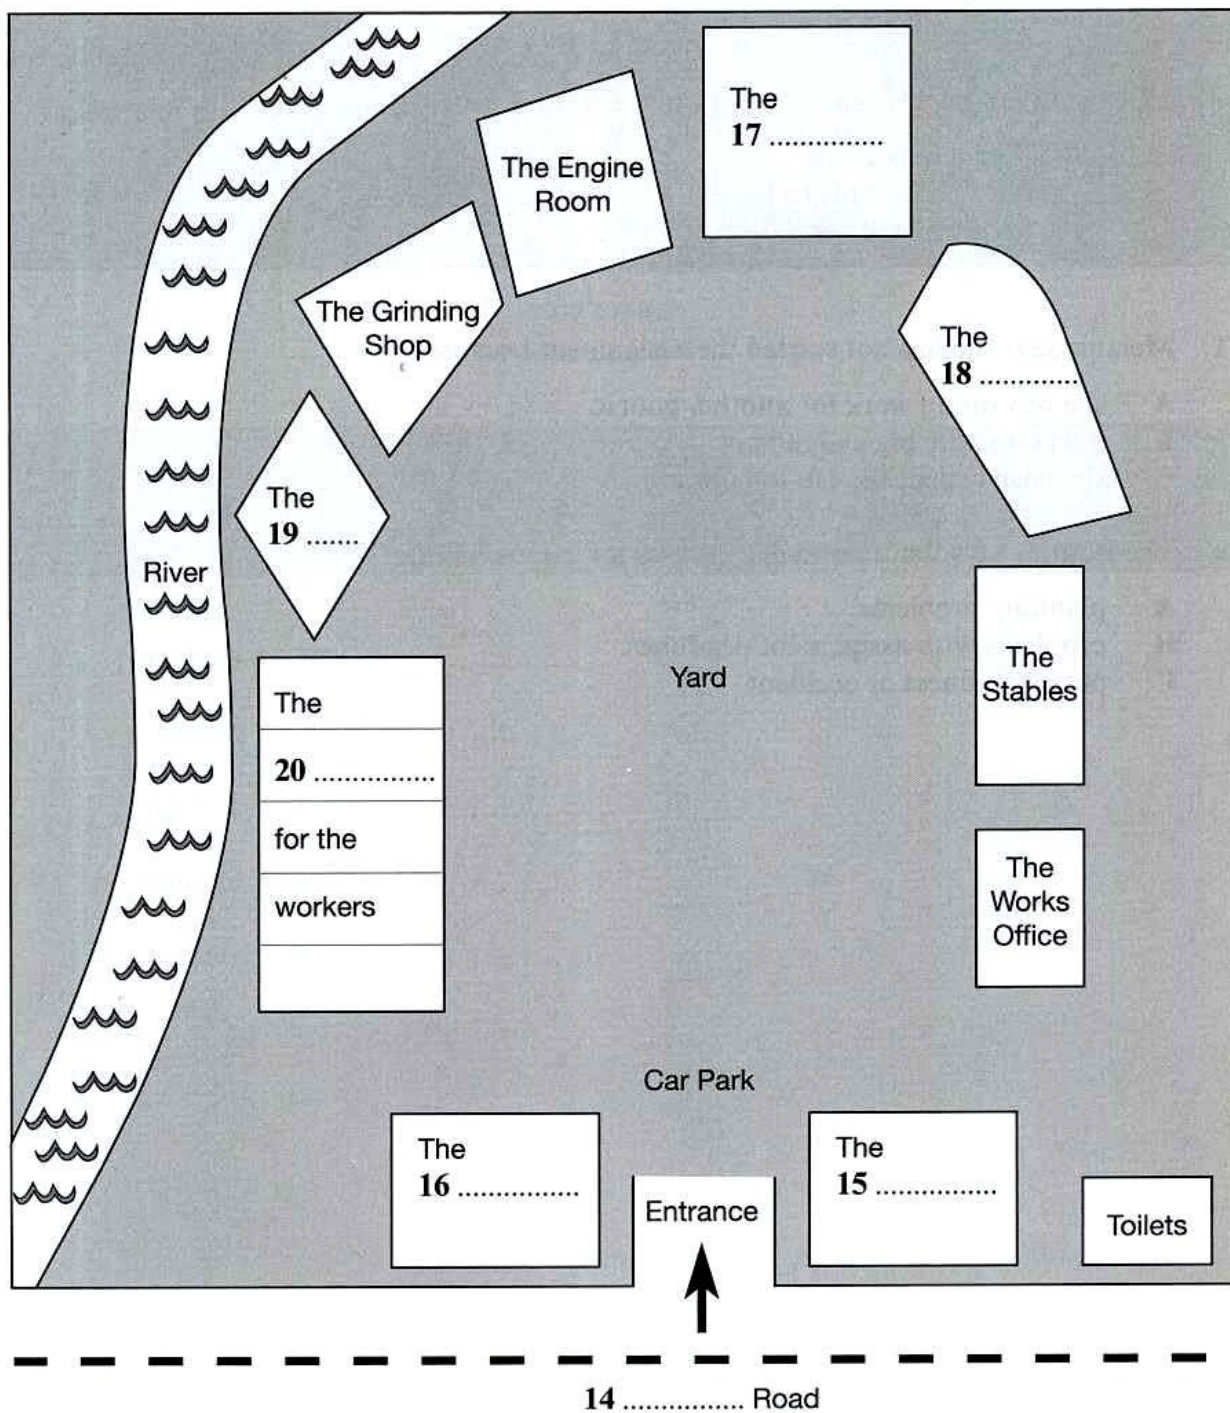 The
17 ..................
The Engine
Room
The Grinding
Shop
The
18 ..............
The
19 .......
River
The
20 .................
for the
workers
Yard
The
Stables
The
Works
Office
Car Park
The
16 .................
Entrance
The
15 .................
Toilets
14 ................. Road